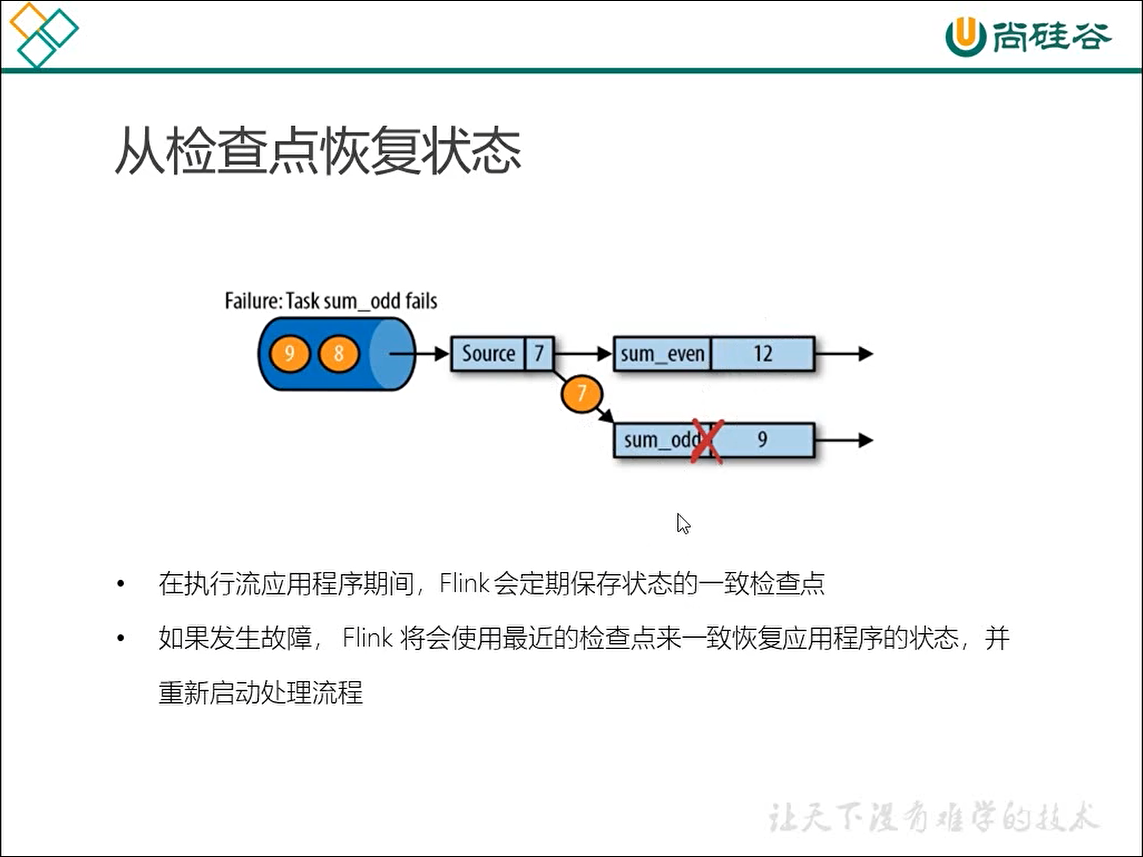 尚硅谷
从检查点恢复状态
Failure: Task sum_odd fails
9 8 Source 7 sum_even 12
7
sum_odd 9
• 在执行流应用程序期间，Flink 会定期保存状态的一致检查点
• 如果发生故障， Flink 将会使用最近的检查点来一致恢复应用程序的状态，并
重新启动处理流程
让天下没有难学的技术